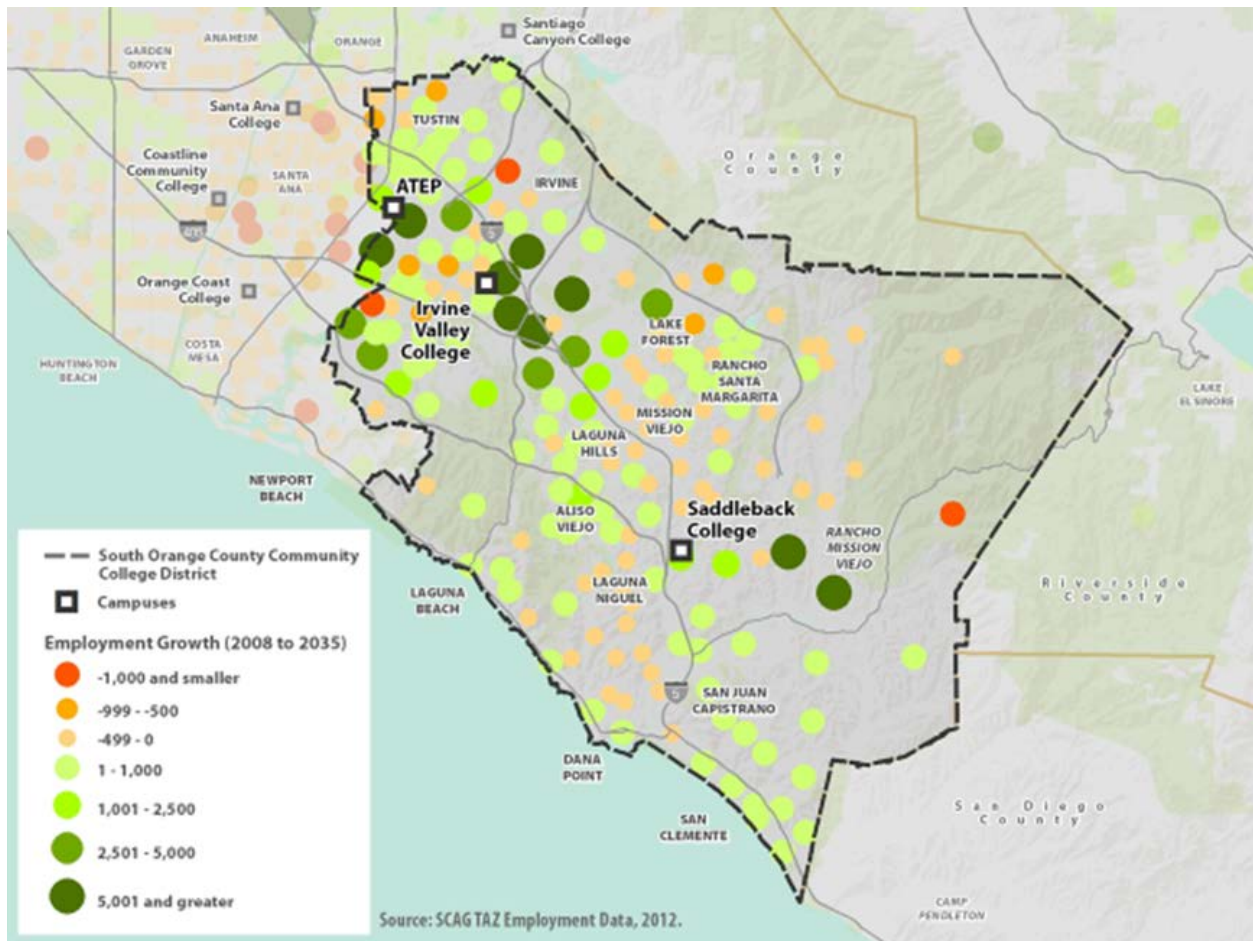 Santiago
Canyon College
ANAHEIM
ORANGE
GARDEN
GROVE
Santa Ana
College
TUSTIN
Coastline
Community
College
SANTA
ANA
Orange
County
ATEP
IRVINE
405
5
Orange Coast
College
Irvine
Valley
College
LAKE
FOREST
COSTA
MESA
HUNTINGTON
BEACH
RANCHO
SANTA
MARGARITA
LAKE
ELSINORE
MISSION
VIEJO
LAGUNA
HILLS
NEWPORT
BEACH
ALISO
VIEJO
Saddleback
College
RANCHO
MISSION
VIEJO
LAGUNA
BEACH
LAGUNA
NIGUEL
Riverside
County
5
SAN JUAN
CAPISTRANO
DANA
POINT
SAN
CLEMENTE
San Diego
County
CAMP
PENDLETON
South Orange County Community
College District
Campuses
Employment Growth (2008 to 2035)
-1,000 and smaller
-999 - -500
-499 - 0
1 - 1,000
1,001 - 2,500
2,501 - 5,000
5,001 and greater
Source: SCAG TAZ Employment Data, 2012.